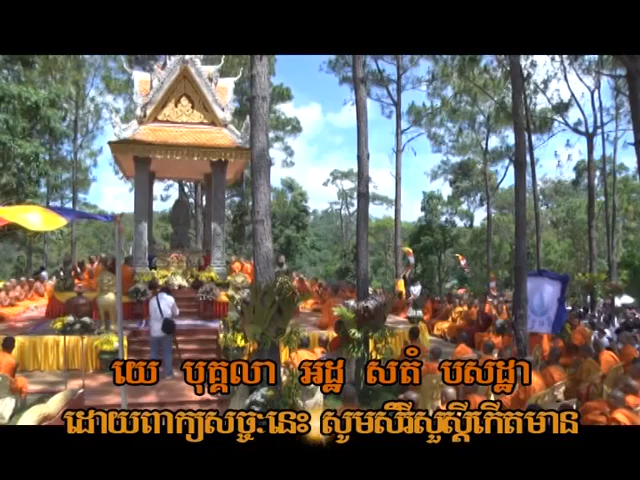 យេ បុគ្គលា អដ្ឋ សតំ បសដ្ឋា
ដោយពាក្យសច្ចៈនេះ សូមសិរីសួស្តីកើតមាន